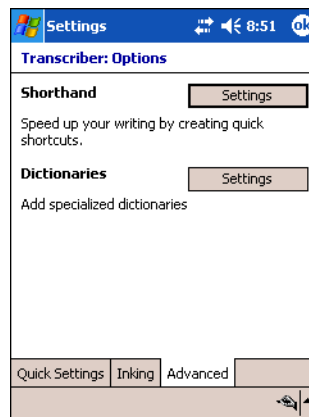 Settings 8:51 ok
Transcriber: Options
Shorthand Settings
Speed up your writing by creating quick
shortcuts.
Dictionaries Settings
Add specialized dictionaries
Quick Settings Inking Advanced